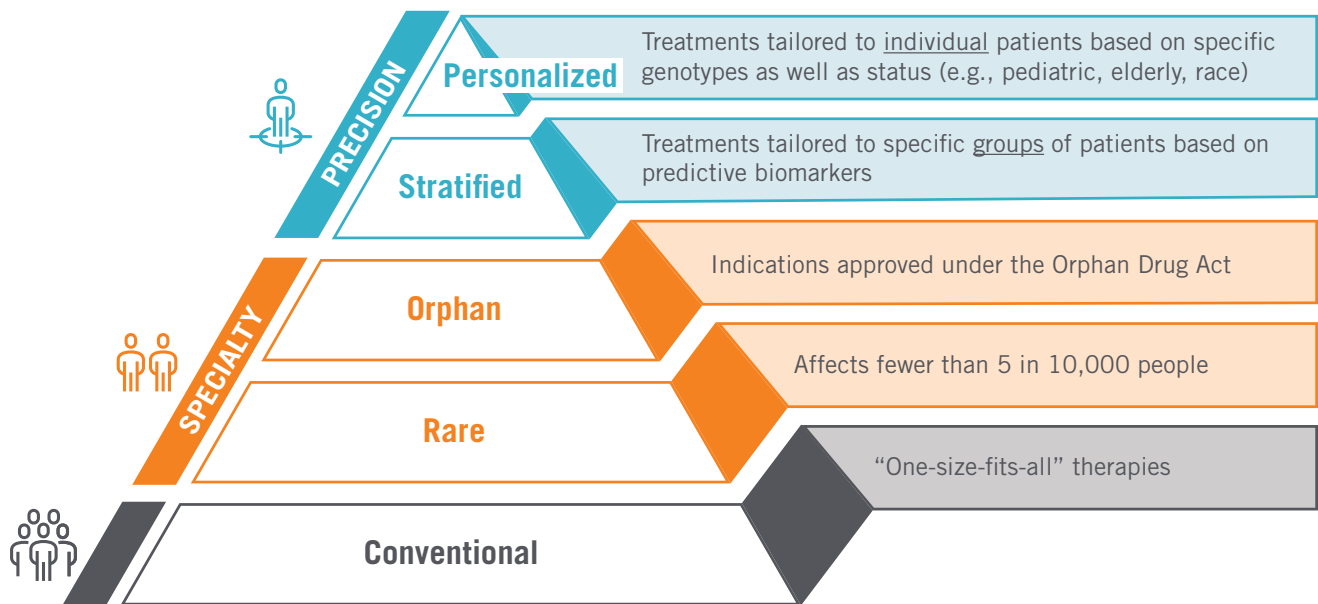 PRECISION
Personalized
Treatments tailored to individual patients based on specific
genotypes as well as status (e.g., pediatric, elderly, race)
Stratified
Treatments tailored to specific groups of patients based on
predictive biomarkers
SPECIALTY
Orphan
Indications approved under the Orphan Drug Act
Rare
Affects fewer than 5 in 10,000 people
Conventional
“One-size-fits-all” therapies